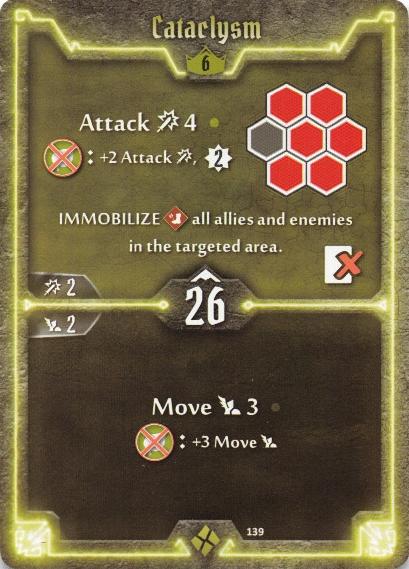 Cataclysm
6
Attack 4
: +2 Attack , 2
IMMOBILIZE all allies and enemies
in the targeted area.
2
26
2
Move 3
: +3 Move
139